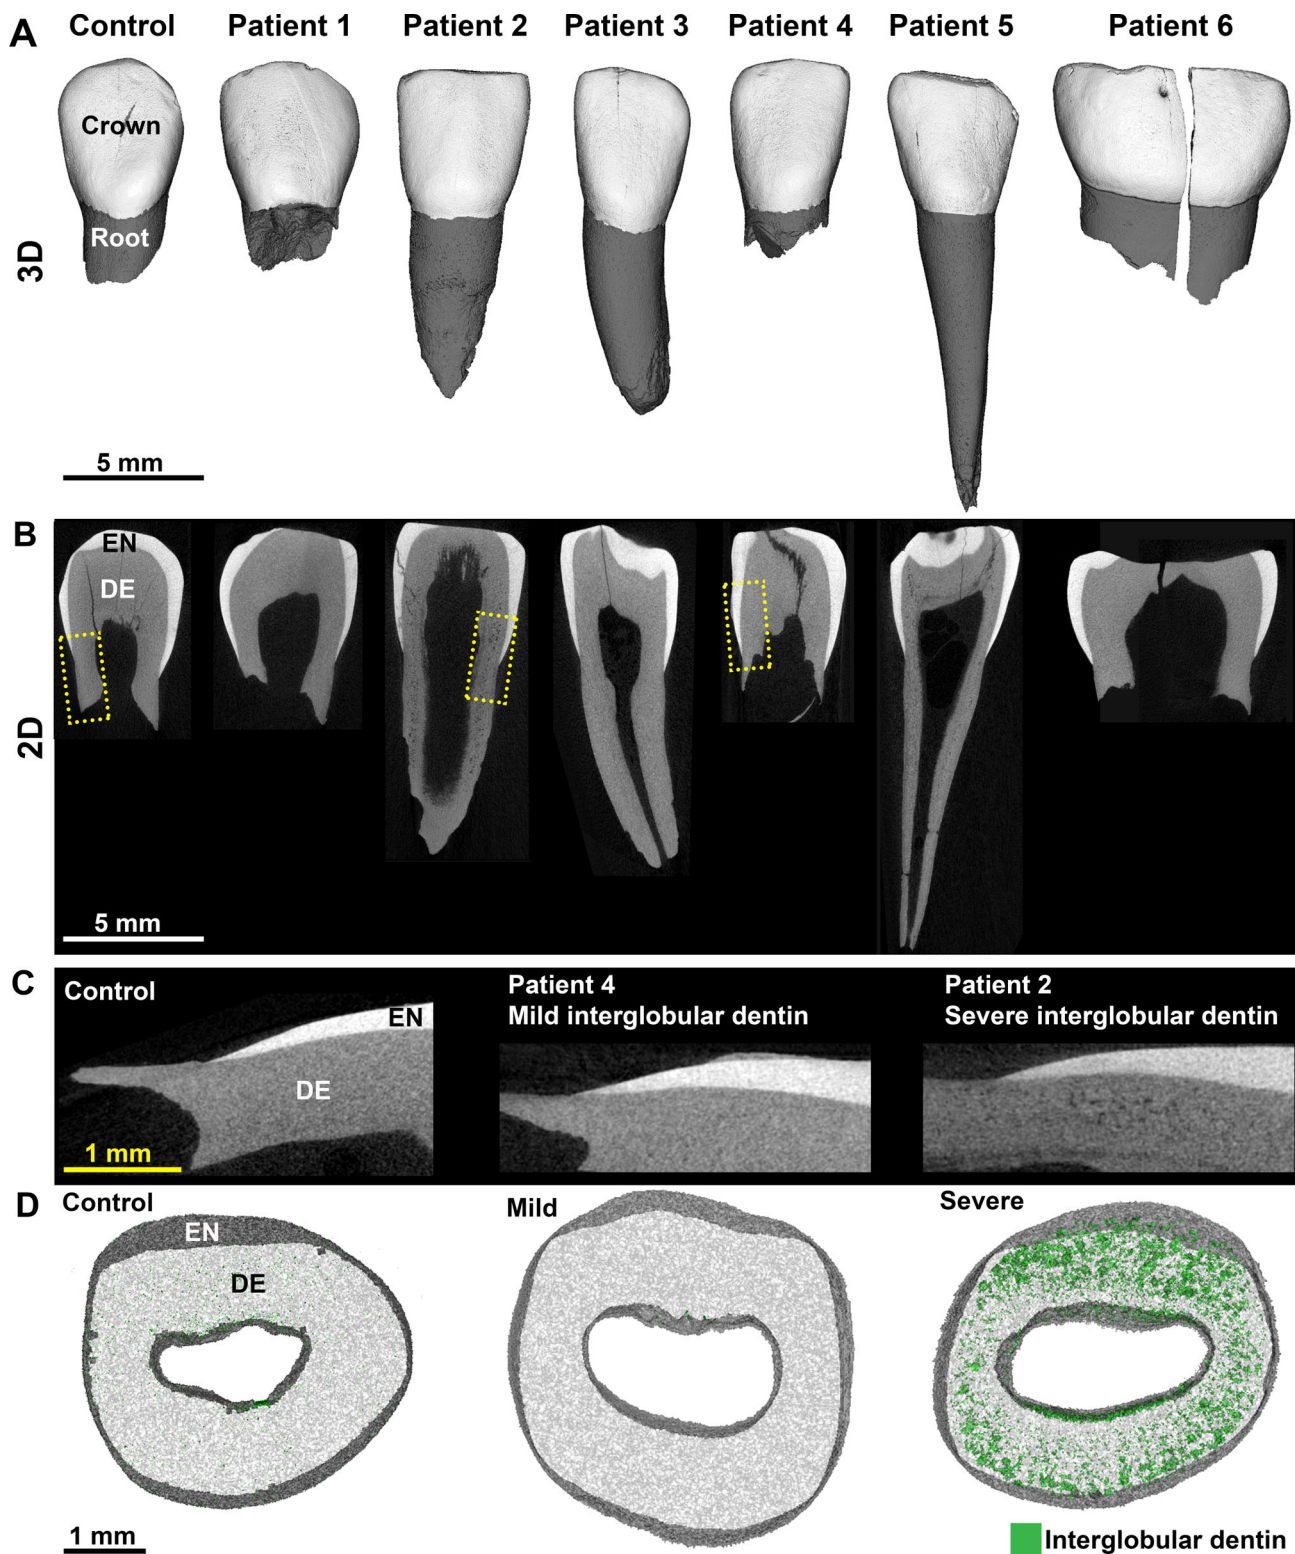 A
Control
Patient 1
Patient 2
Patient 3
Patient 4
Patient 5
Patient 6
Crown
Root
3D
5 mm
B
EN
DE
2D
5 mm
C
Control
EN
DE
1 mm
Patient 4
Mild interglobular dentin
Patient 2
Severe interglobular dentin
D
Control
EN
DE
Mild
Severe
1 mm
Interglobular dentin